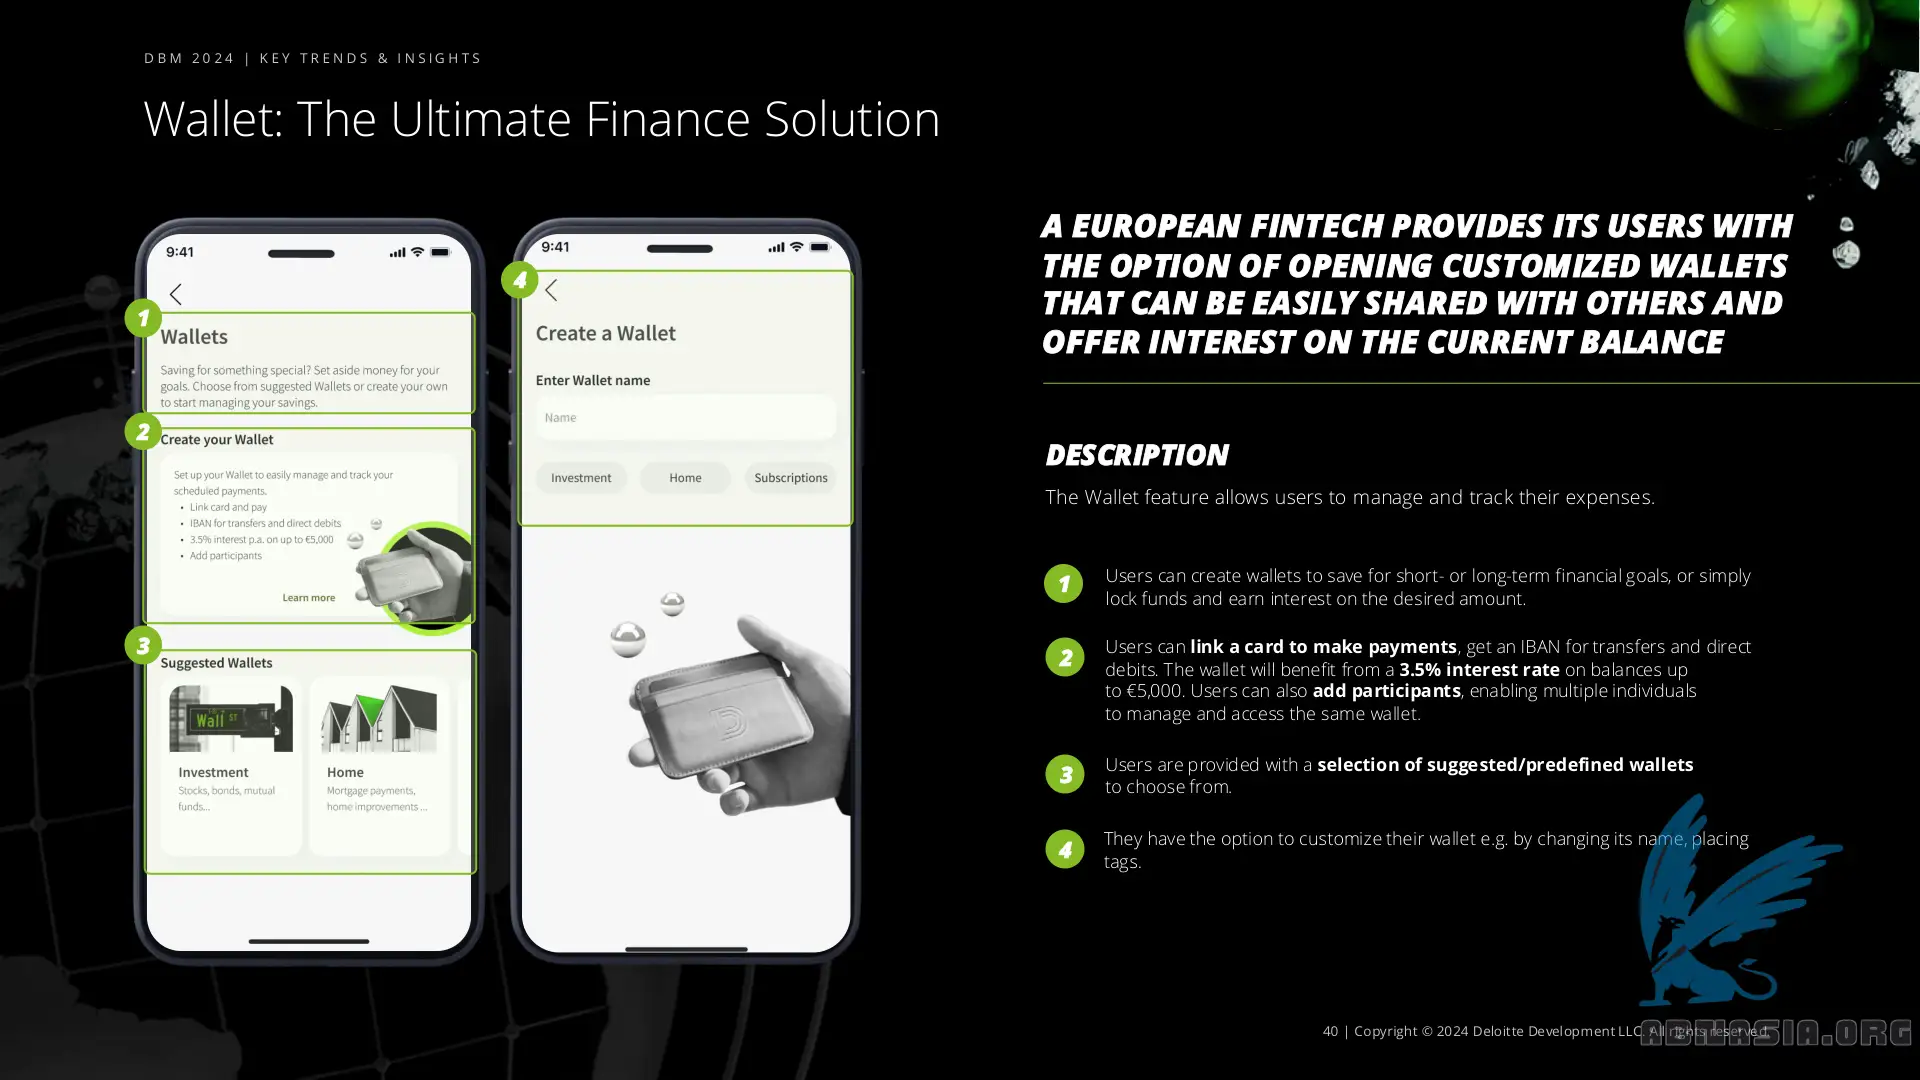 DBM 2024 | KEY TRENDS & INSIGHTS
Wallet: The Ultimate Finance Solution
9:41
1
Wallets
Saving for something special? Set aside money for your
goals. Choose from suggested Wallets or create your own
to start managing your savings.
2
Create your Wallet
Set up your Wallet to easily manage and track your
scheduled payments.
• Link card and pay
• IBAN for transfers and direct debits
• 3.5% interest p.a. on up to €5,000
• Add participants
Learn more
3
Suggested Wallets
Wall ST
Investment
Stocks, bonds, mutual
funds...
Home
Mortgage payments,
home improvements ...
9:41
4
Create a Wallet
Enter Wallet name
Name
Investment
Home
Subscriptions
A EUROPEAN FINTECH PROVIDES ITS USERS WITH
THE OPTION OF OPENING CUSTOMIZED WALLETS
THAT CAN BE EASILY SHARED WITH OTHERS AND
OFFER INTEREST ON THE CURRENT BALANCE
DESCRIPTION
The Wallet feature allows users to manage and track their expenses.
1
Users can create wallets to save for short- or long-term financial goals, or simply
lock funds and earn interest on the desired amount.
2
Users can link a card to make payments, get an IBAN for transfers and direct
debits. The wallet will benefit from a 3.5% interest rate on balances up
to €5,000. Users can also add participants, enabling multiple individuals
to manage and access the same wallet.
3
Users are provided with a selection of suggested/predefined wallets
to choose from.
4
They have the option to customize their wallet e.g. by changing its name, placing
tags.
40 | Copyright © 2024 Deloitte Development LLC. All rights reserved.
ABIIASIA.ORG